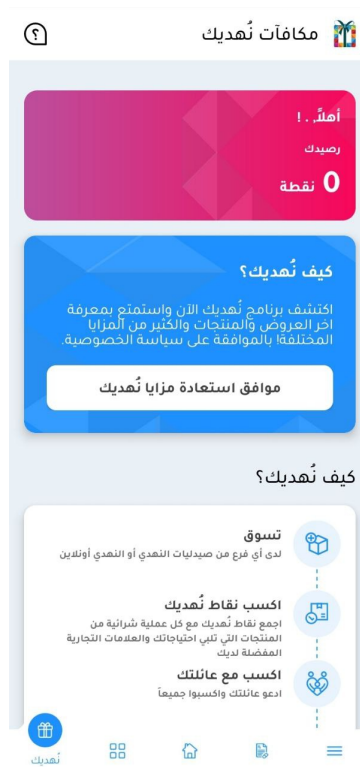 مكافآت نُهديك
أهلاً, . !
رصيدك
0 نقطة
كيف نُهديك؟
اكتشف برنامج نُهديك الآن واستمتع بمعرفة
اخر العروض والمنتجات والكثير من المزايا
المختلفة! بالموافقة على سياسة الخصوصية.
موافق استعادة مزايا نُهديك
كيف نُهديك؟
تسوق
لدى أي فرع من صيدليات النهدي أو النهدي أونلاين
اكسب نقاط نُهديك
اجمع نقاط نُهديك مع كل عملية شرائية من
المنتجات التي تلبي احتياجاتك والعلامات التجارية
المفضلة لديك
اكسب مع عائلتك
ادعو عائلتك واكسبوا جميعاً
نُهديك